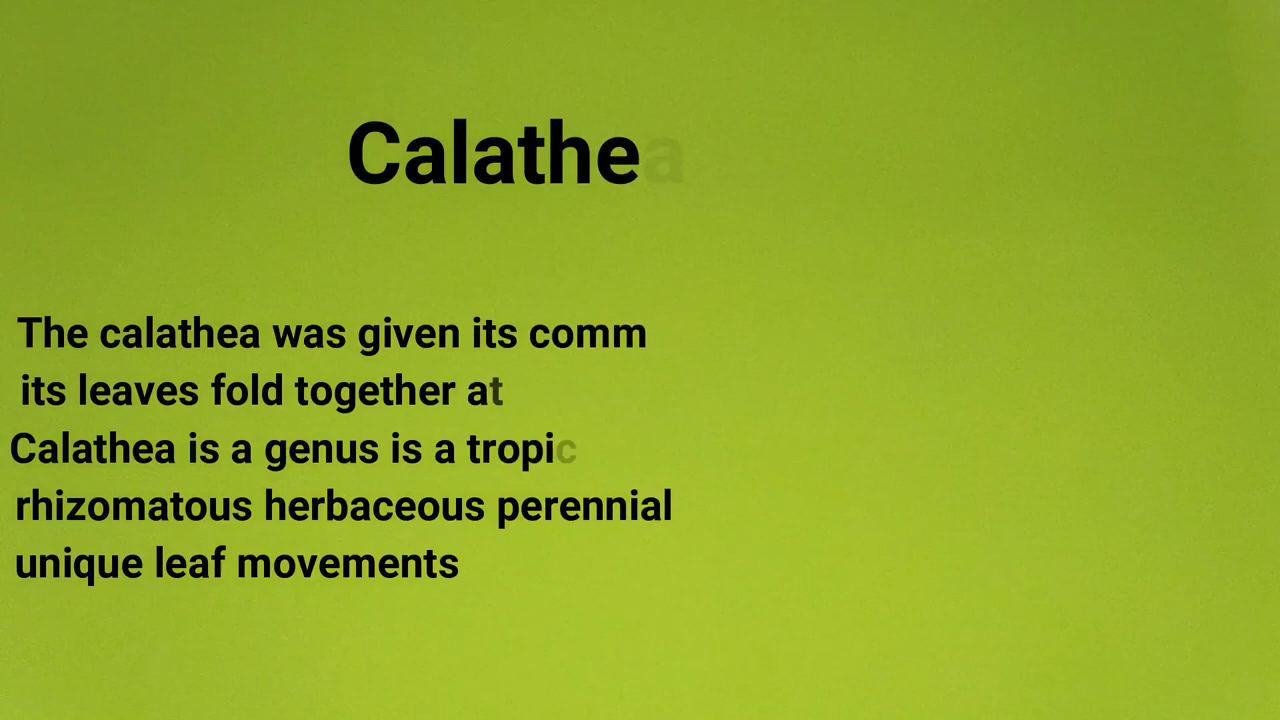 Calathea
The calathea was given its comm
its leaves fold together at
Calathea is a genus is a tropic
rhizomatous herbaceous perennial
unique leaf movements